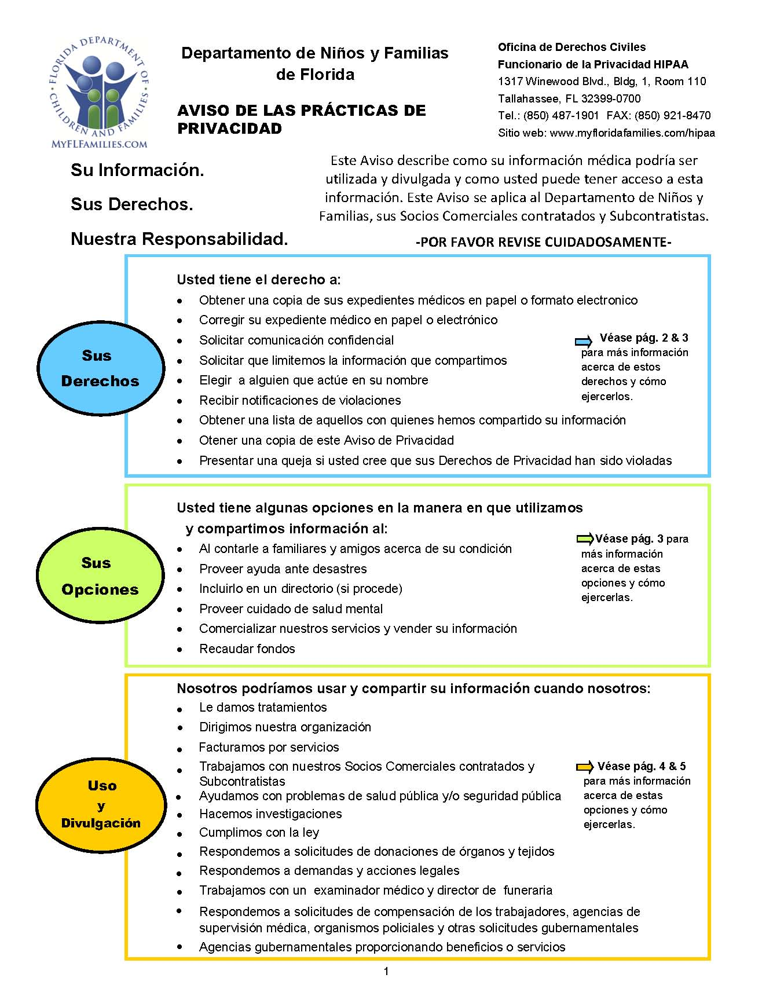 FLORIDA DEPARTMENT OF
• CHILDREN AND FAMILIES •
MYFLFAMILIES.COM
Departamento de Niños y Familias
de Florida
AVISO DE LAS PRÁCTICAS DE
PRIVACIDAD
Oficina de Derechos Civiles
Funcionario de la Privacidad HIPAA
1317 Winewood Blvd., Bldg, 1, Room 110
Tallahassee, FL 32399-0700
Tel.: (850) 487-1901 FAX: (850) 921-8470
Sitio web: www.myfloridafamilies.com/hipaa
Su Información.
Sus Derechos.
Nuestra Responsabilidad.
Este Aviso describe como su información médica podría ser
utilizada y divulgada y como usted puede tener acceso a esta
información. Este Aviso se aplica al Departamento de Niños y
Familias, sus Socios Comerciales contratados y Subcontratistas.
-POR FAVOR REVISE CUIDADOSAMENTE-
Sus
Derechos
Usted tiene el derecho a:
• Obtener una copia de sus expedientes médicos en papel o formato electronico
• Corregir su expediente médico en papel o electrónico
• Solicitar comunicación confidencial
• Solicitar que limitemos la información que compartimos
• Elegir a alguien que actúe en su nombre
• Recibir notificaciones de violaciones
• Obtener una lista de aquellos con quienes hemos compartido su información
• Otener una copia de este Aviso de Privacidad
• Presentar una queja si usted cree que sus Derechos de Privacidad han sido violadas
Véase pág. 2 & 3
para más información
acerca de estos
derechos y cómo
ejercerlos.
Sus
Opciones
Usted tiene algunas opciones en la manera en que utilizamos
y compartimos información al:
• Al contarle a familiares y amigos acerca de su condición
• Proveer ayuda ante desastres
• Incluirlo en un directorio (si procede)
• Proveer cuidado de salud mental
• Comercializar nuestros servicios y vender su información
• Recaudar fondos
Véase pág. 3 para
más información
acerca de estas
opciones y cómo
ejercerlas.
Uso
y
Divulgación
Nosotros podríamos usar y compartir su información cuando nosotros:
• Le damos tratamientos
• Dirigimos nuestra organización
• Facturamos por servicios
• Trabajamos con nuestros Socios Comerciales contratados y
Subcontratistas
• Ayudamos con problemas de salud pública y/o seguridad pública
• Hacemos investigaciones
• Cumplimos con la ley
• Respondemos a solicitudes de donaciones de órganos y tejidos
• Respondemos a demandas y acciones legales
• Trabajamos con un examinador médico y director de funeraria
• Respondemos a solicitudes de compensación de los trabajadores, agencias de
supervisión médica, organismos policiales y otras solicitudes gubernamentales
• Agencias gubernamentales proporcionando beneficios o servicios
Véase pág. 4 & 5
para más información
acerca de estas
opciones y cómo
ejercerlas.
1